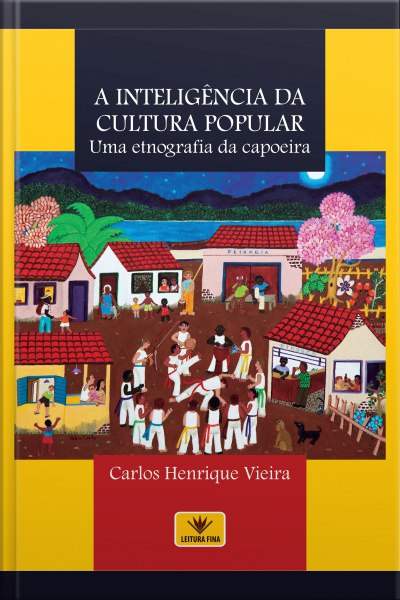 A INTELIGÊNCIA DA
CULTURA POPULAR
Uma etnografia da capoeira
PEIXARIA
Carlos Henrique Vieira
LEITURA FINA